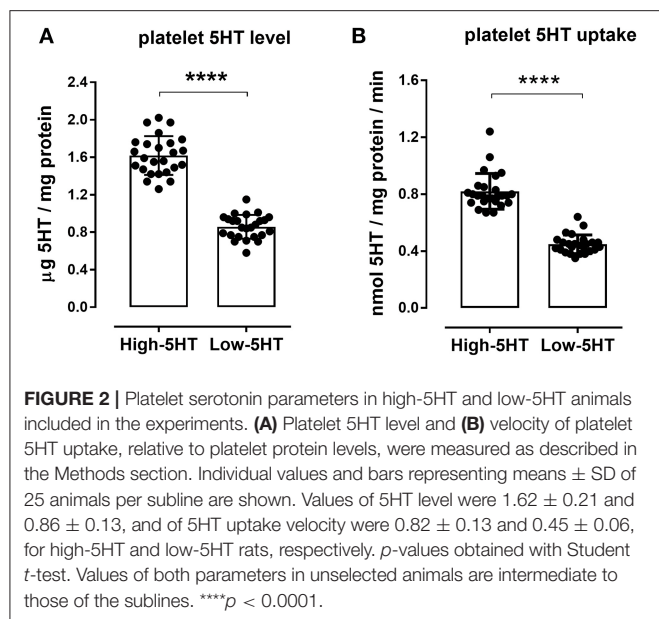 A
platelet 5HT level
µg 5HT / mg protein
2.4
2.0
1.6
1.2
0.8
0.4
0.0
****
High-5HT Low-5HT
B
platelet 5HT uptake
nmol 5HT / mg protein / min
1.6
1.2
0.8
0.4
0.0
****
High-5HT Low-5HT
FIGURE 2 | Platelet serotonin parameters in high-5HT and low-5HT animals
included in the experiments. (A) Platelet 5HT level and (B) velocity of platelet
5HT uptake, relative to platelet protein levels, were measured as described in
the Methods section. Individual values and bars representing means ± SD of
25 animals per subline are shown. Values of 5HT level were 1.62 ± 0.21 and
0.86 ± 0.13, and of 5HT uptake velocity were 0.82 ± 0.13 and 0.45 ± 0.06,
for high-5HT and low-5HT rats, respectively. p-values obtained with Student
t-test. Values of both parameters in unselected animals are intermediate to
those of the sublines. ****p < 0.0001.